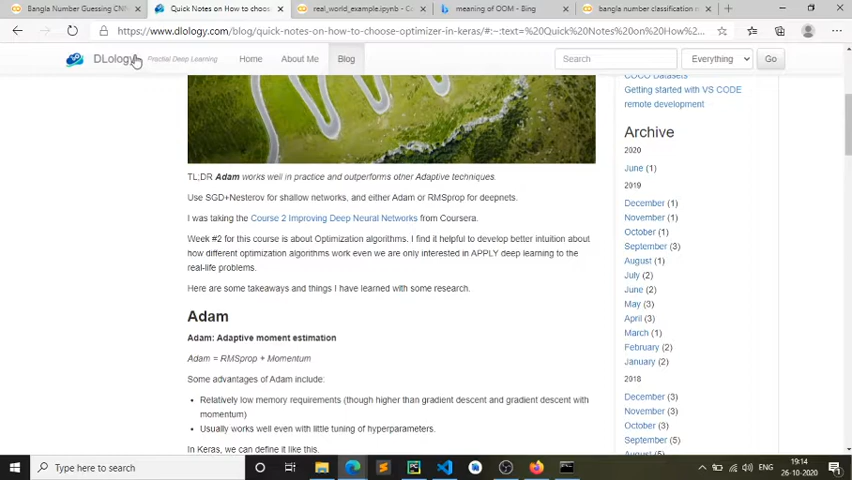 Bangla Number Guessing CNN
Quick Notes on How to choos
real_world_example.ipynb - Co
meaning of OOM - Bing
bangla number classification m
https://www.dlology.com/blog/quick-notes-on-how-to-choose-optimizer-in-keras/#:~:text=%20Quick%20Notes%20on%20How%2...
DLology
Practial Deep Learning
Home
About Me
Blog
Search
Everything
Go
COCO Datasets
Getting started with VS CODE
remote development
TL;DR Adam works well in practice and outperforms other Adaptive techniques.
Use SGD+Nesterov for shallow networks, and either Adam or RMSprop for deepnets.
I was taking the Course 2 Improving Deep Neural Networks from Coursera.
Week #2 for this course is about Optimization algorithms. I find it helpful to develop better intuition about
how different optimization algorithms work even we are only interested in APPLY deep learning to the
real-life problems.
Here are some takeaways and things I have learned with some research.
Adam
Adam: Adaptive moment estimation
Adam = RMSprop + Momentum
Some advantages of Adam include:
Relatively low memory requirements (though higher than gradient descent and gradient descent with
momentum)
Usually works well even with little tuning of hyperparameters.
In Keras, we can define it like this.
Archive
2020
June (1)
2019
December (1)
November (1)
October (1)
September (3)
August (1)
July (2)
June (2)
May (3)
April (3)
March (1)
February (2)
January (2)
2018
December (3)
November (3)
October (3)
September (5)
August (5)
Type here to search
ENG
19:14
26-10-2020